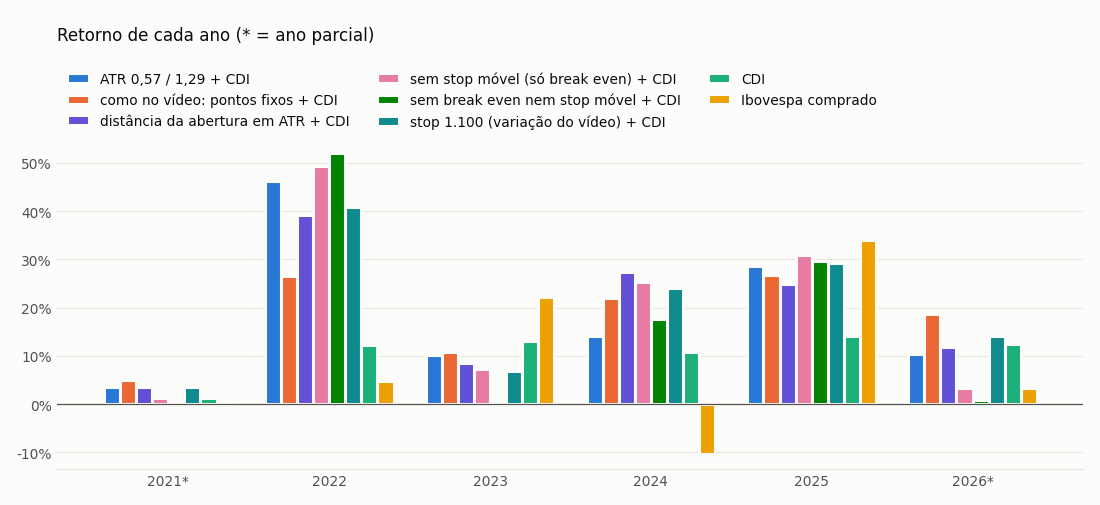 Retorno de cada ano (* = ano parcial)
ATR 0,57 / 1,29 + CDI
como no vídeo: pontos fixos + CDI
distância da abertura em ATR + CDI
sem stop móvel (só break even) + CDI
sem break even nem stop móvel + CDI
stop 1.100 (variação do vídeo) + CDI
CDI
Ibovespa comprado
50%
40%
30%
20%
10%
0%
-10%
2021* 2022 2023 2024 2025 2026*